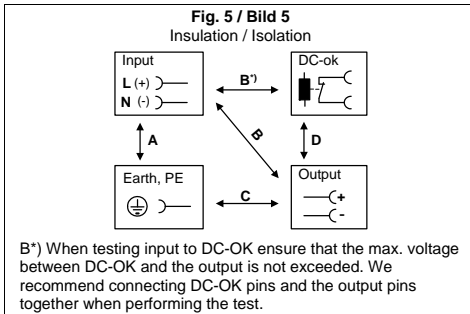 Fig. 5 / Bild 5
Insulation / Isolation
Input
L (+)
N (-)
B*)
DC-ok
A
B
D
Earth, PE
C
Output
+
-
B*) When testing input to DC-OK ensure that the max. voltage
between DC-OK and the output is not exceeded. We
recommend connecting DC-OK pins and the output pins
together when performing the test.